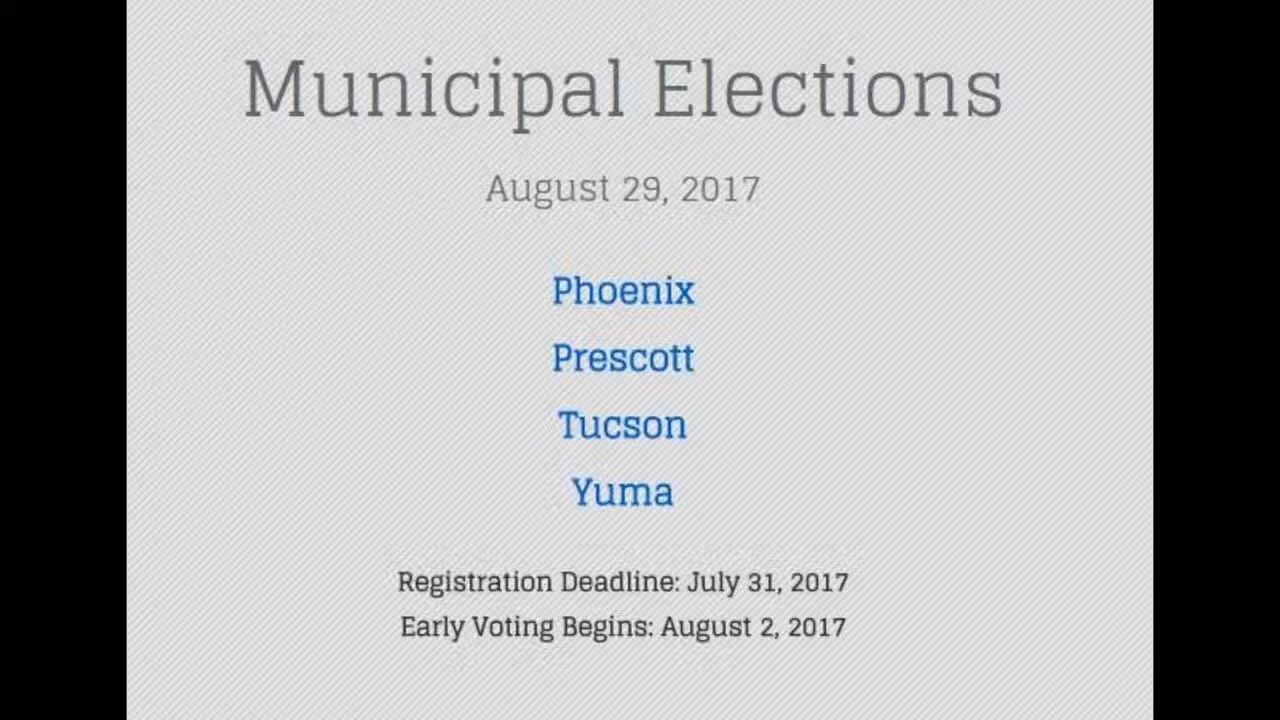 Municipal Elections
August 29, 2017
Phoenix
Prescott
Tucson
Yuma
Registration Deadline: July 31, 2017
Early Voting Begins: August 2, 2017